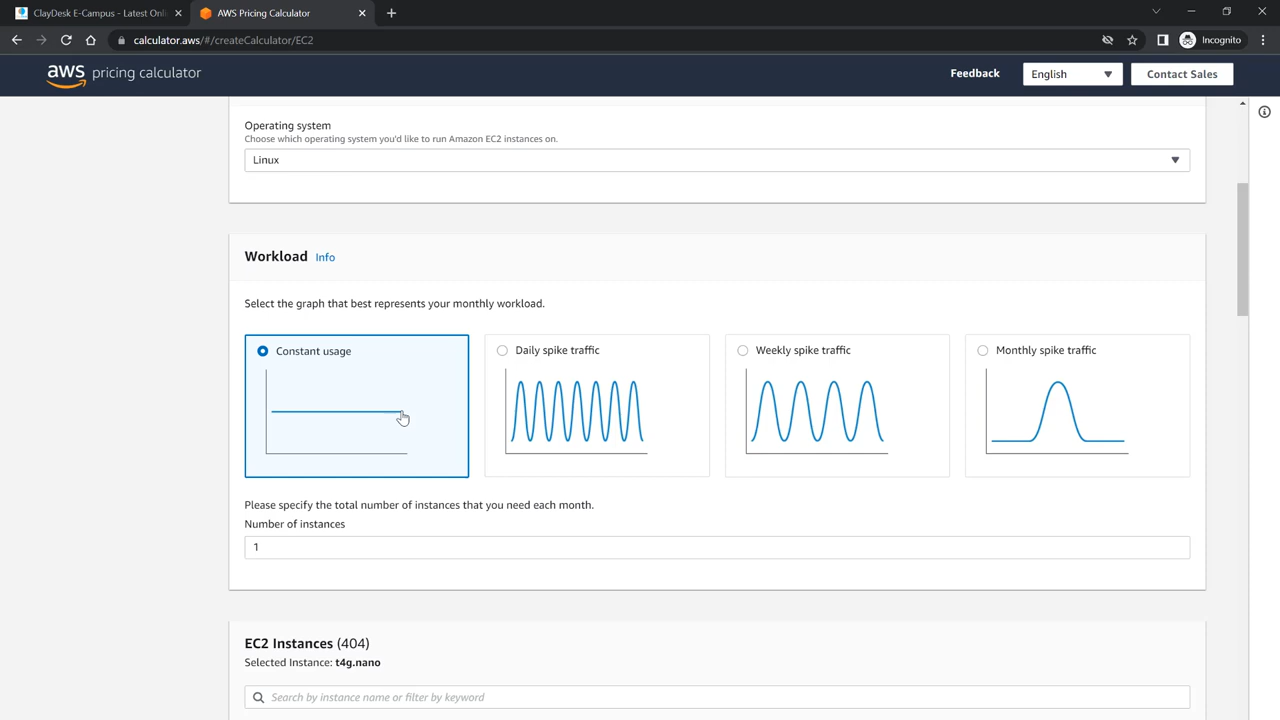 ClayDesk E-Campus - Latest Onli
AWS Pricing Calculator
calculator.aws/#/createCalculator/EC2
Incognito
aws pricing calculator
Feedback
English
Contact Sales
Operating system
Choose which operating system you'd like to run Amazon EC2 instances on.
Linux
Workload Info
Select the graph that best represents your monthly workload.
Constant usage
Daily spike traffic
Weekly spike traffic
Monthly spike traffic
Please specify the total number of instances that you need each month.
Number of instances
1
EC2 Instances (404)
Selected Instance: t4g.nano
Search by instance name or filter by keyword